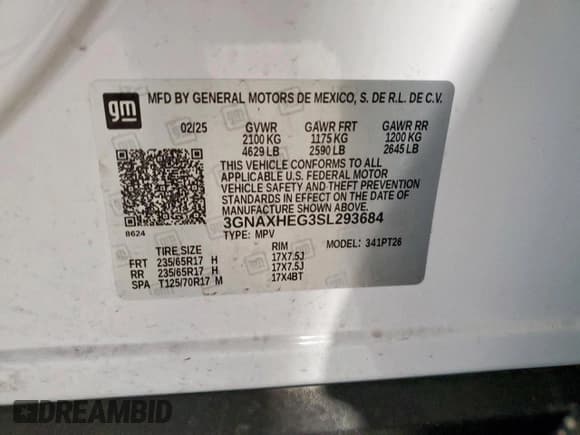 gm
MFD BY GENERAL MOTORS DE MEXICO, S. DE R.L. DE C.V.
02/25 GVWR GAWR FRT GAWR RR
2100 KG 1175 KG 1200 KG
4629 LB 2590 LB 2645 LB
THIS VEHICLE CONFORMS TO ALL
APPLICABLE U.S. FEDERAL MOTOR
VEHICLE SAFETY AND THEFT PREVENTION
STANDARDS IN EFFECT ON THE DATE OF
MANUFACTURE SHOWN ABOVE.
3GNAXHEG3SL293684
8624 TYPE: MPV MODEL: 341PT26
TIRE SIZE RIM
FRT 235/65R17 H 17X7.5J
RR 235/65R17 H 17X7.5J
SPA T125/70R17 M 17X4BT
DREAMBID